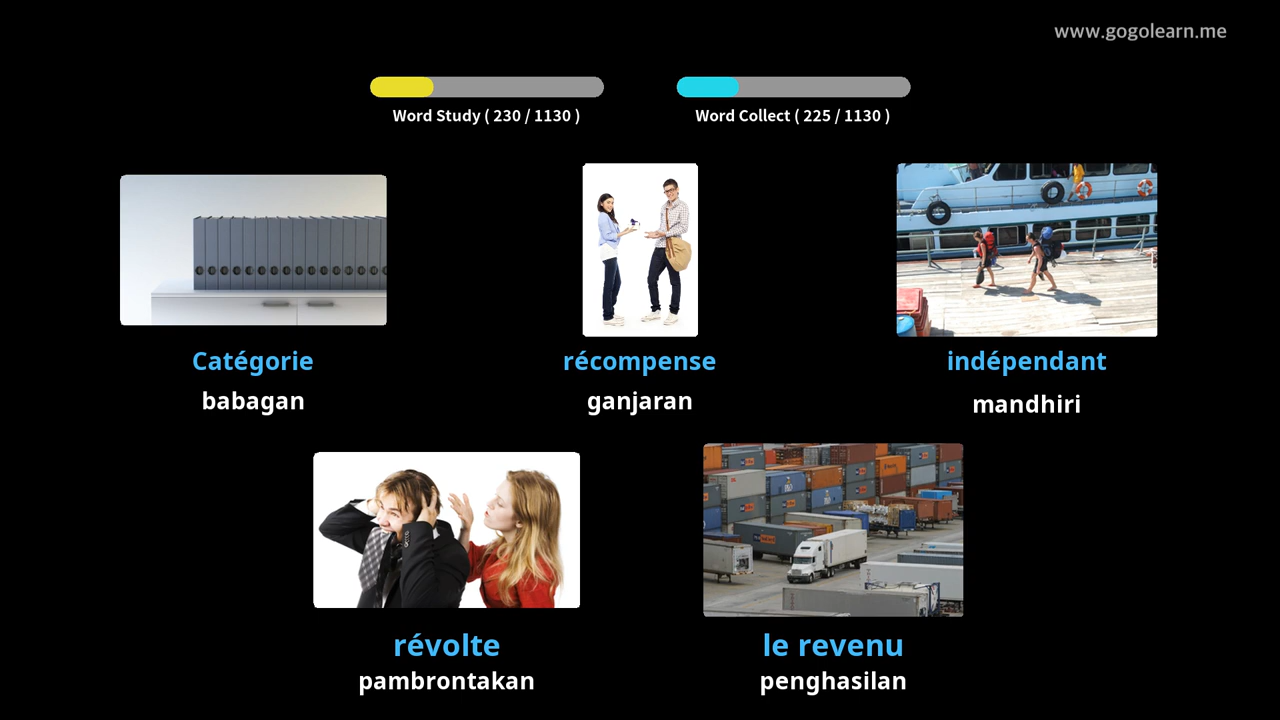 www.gogolearn.me
Word Study ( 230 / 1130 )
Word Collect ( 225 / 1130 )
Catégorie
babagan
récompense
ganjaran
indépendant
mandhiri
révolte
pambrontakan
le revenu
penghasilan